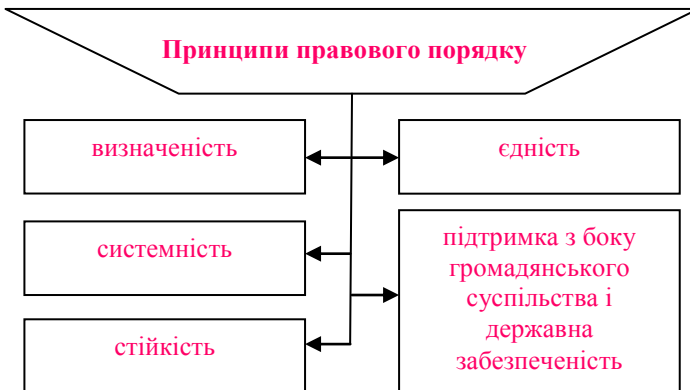 Принципи правового порядку
визначеність
єдність
системність
підтримка з боку
громадянського
суспільства і
державна
забезпеченість
стійкість